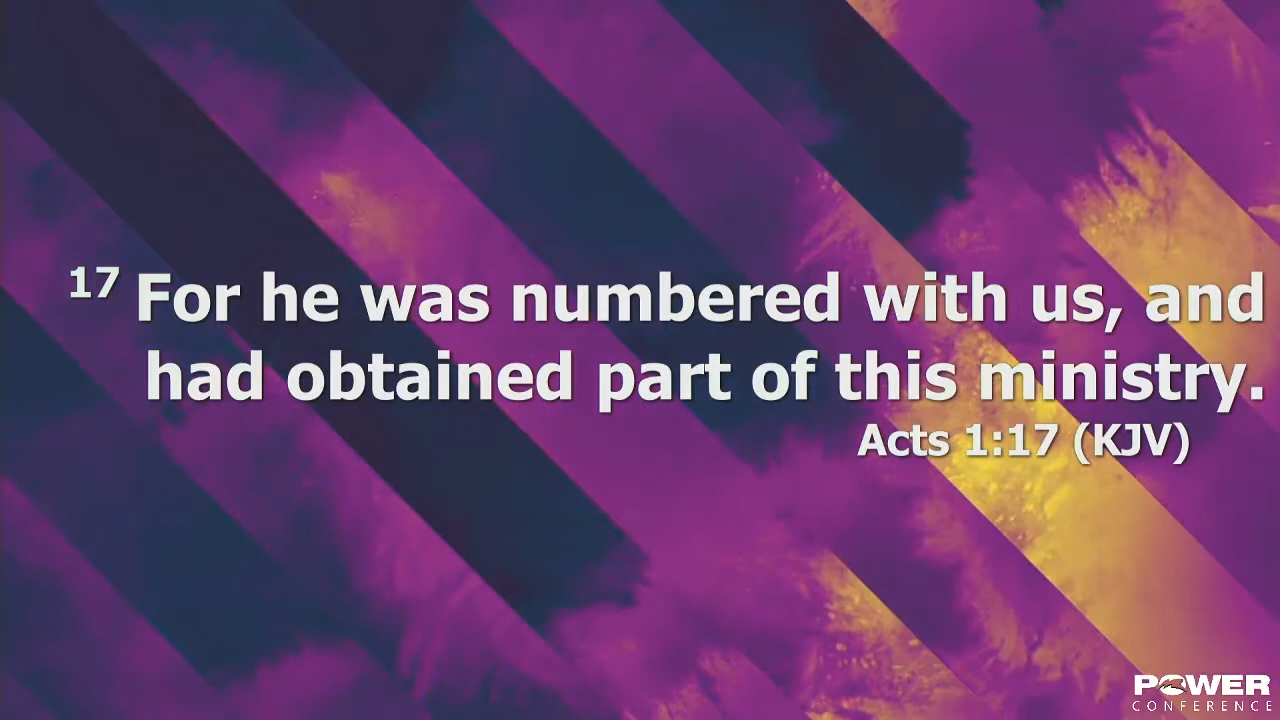 17 For he was numbered with us, and
had obtained part of this ministry.
Acts 1:17 (KJV)
POWER
CONFERENCE